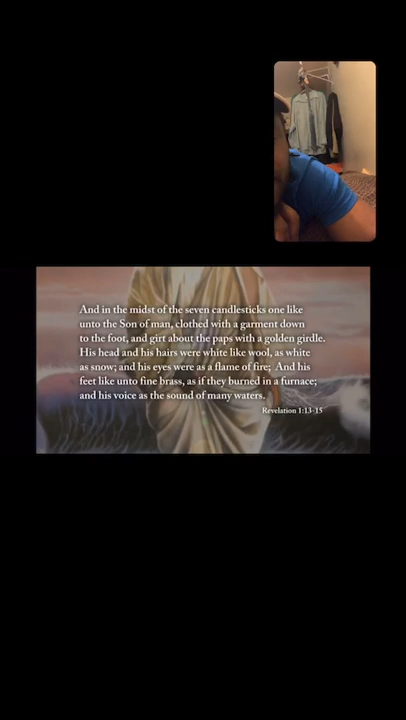 And in the midst of the seven candlesticks one like
unto the Son of man, clothed with a garment down
to the foot, and girt about the paps with a golden girdle.
His head and his hairs were white like wool, as white
as snow; and his eyes were as a flame of fire; And his
feet like unto fine brass, as if they burned in a furnace;
and his voice as the sound of many waters.
Revelation 1:13-15